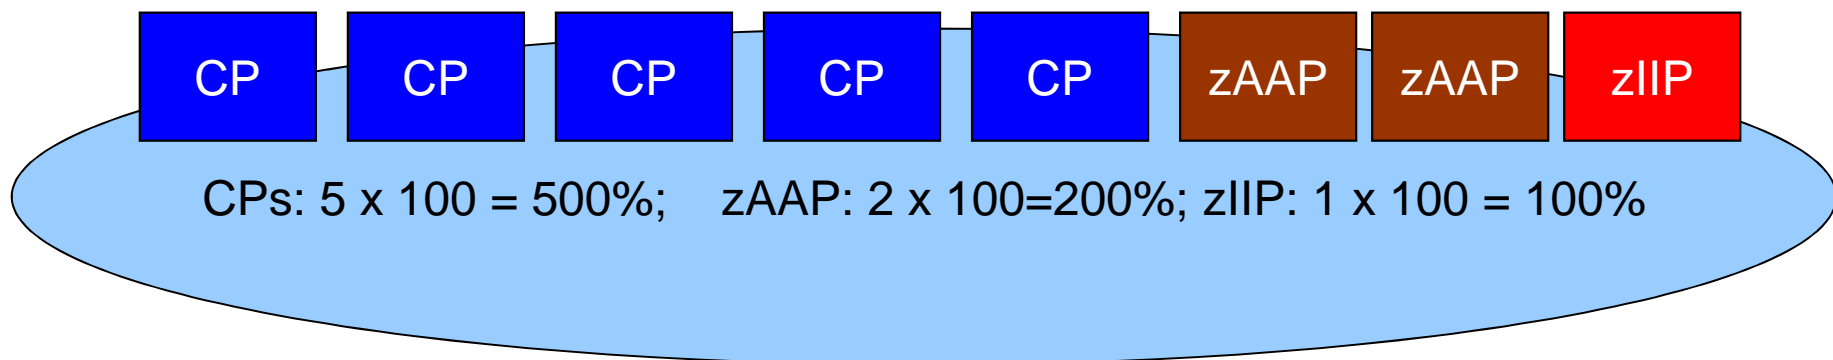 CP CP CP CP CP zAAP zAAP zIIP
CPs: 5 x 100 = 500%; zAAP: 2 x 100=200%; zIIP: 1 x 100 = 100%